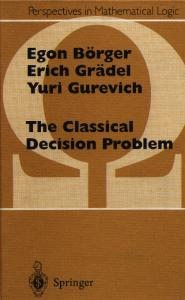 Perspectives in Mathematical Logic
Egon Börger
Erich Grädel
Yuri Gurevich
The Classical
Decision Problem
Springer